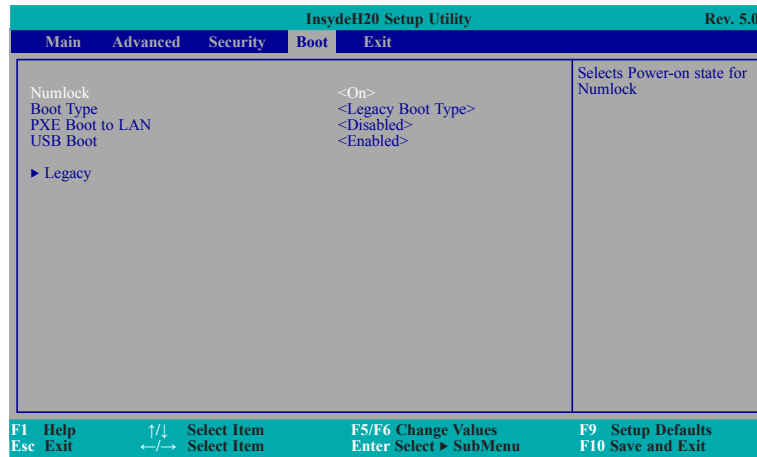 InsydeH20 Setup Utility Rev. 5.0
Main Advanced Security Boot Exit
Numlock <On>
Boot Type <Legacy Boot Type>
PXE Boot to LAN <Disabled>
USB Boot <Enabled>
▶ Legacy
Selects Power-on state for
Numlock
F1 Help ↑/↓ Select Item F5/F6 Change Values F9 Setup Defaults
Esc Exit ←/→ Select Item Enter Select ▶ SubMenu F10 Save and Exit